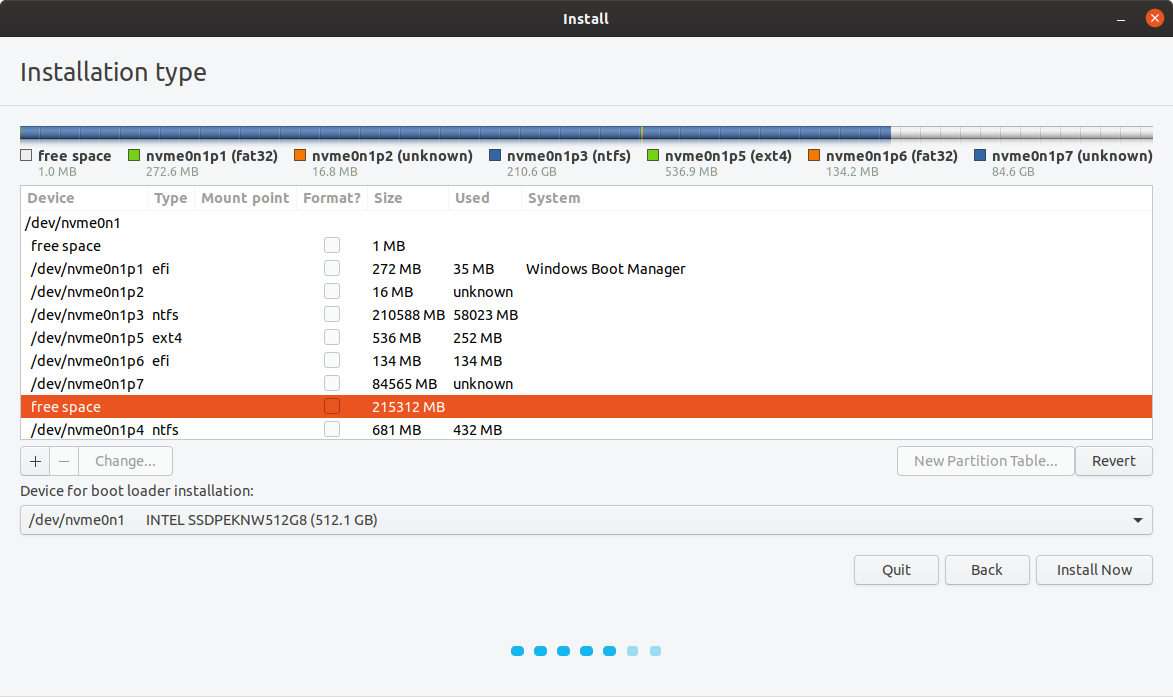 Install
Installation type
free space nvme0n1p1 (fat32) nvme0n1p2 (unknown) nvme0n1p3 (ntfs) nvme0n1p5 (ext4) nvme0n1p6 (fat32) nvme0n1p7 (unknown)
1.0 MB 272.6 MB 16.8 MB 210.6 GB 536.9 MB 134.2 MB 84.6 GB
Device Type Mount point Format? Size Used System
/dev/nvme0n1
free space 1 MB
/dev/nvme0n1p1 efi 272 MB 35 MB Windows Boot Manager
/dev/nvme0n1p2 16 MB unknown
/dev/nvme0n1p3 ntfs 210588 MB 58023 MB
/dev/nvme0n1p5 ext4 536 MB 252 MB
/dev/nvme0n1p6 efi 134 MB 134 MB
/dev/nvme0n1p7 84565 MB unknown
free space 215312 MB
/dev/nvme0n1p4 ntfs 681 MB 432 MB
+ − Change... New Partition Table... Revert
Device for boot loader installation:
/dev/nvme0n1 INTEL SSDPEKNW512G8 (512.1 GB)
Quit Back Install Now